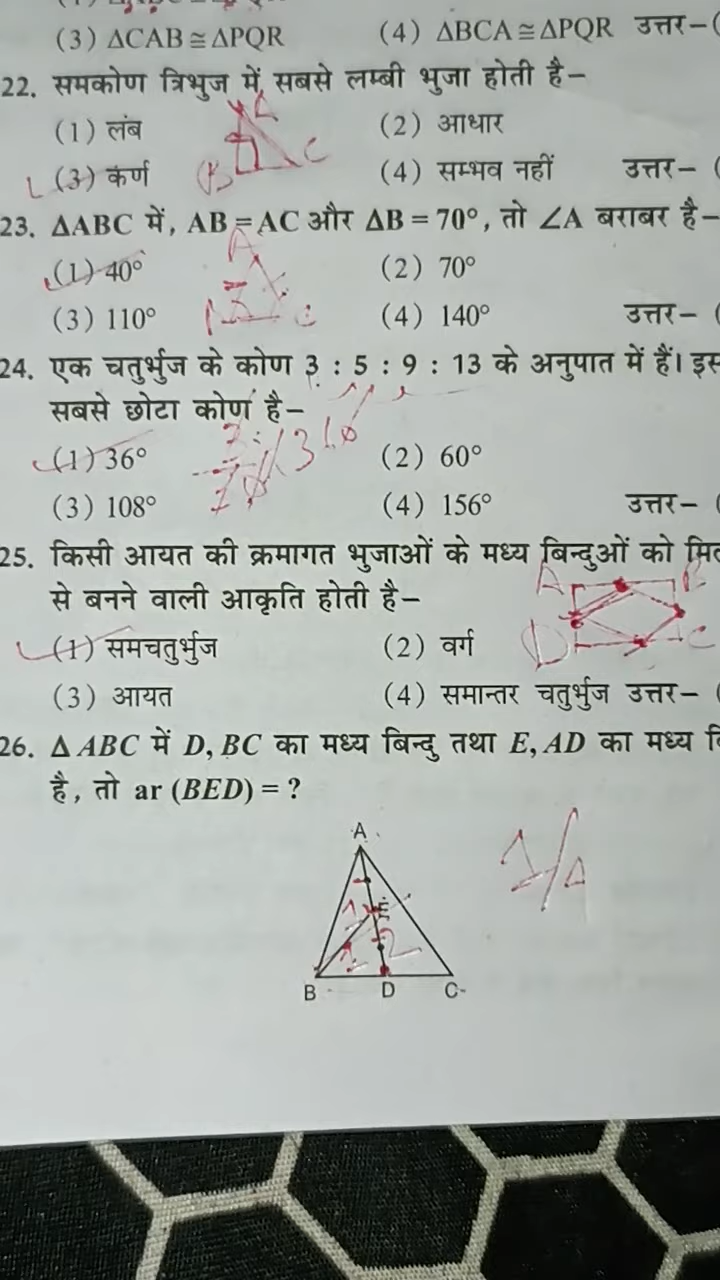 (3) ΔCAB ≅ ΔPQR (4) ΔBCA ≅ ΔPQR उत्तर– (
22. समकोण त्रिभुज में सबसे लम्बी भुजा होती है–
(1) लंब (2) आधार
(3) कर्ण (4) सम्भव नहीं उत्तर– (
A
B C
23. ΔABC में, AB = AC और ΔB = 70°, तो ∠A बराबर है–
(1) 40° (2) 70°
(3) 110° (4) 140° उत्तर– (
A
24. एक चतुर्भुज के कोण 3 : 5 : 9 : 13 के अनुपात में हैं। इस
सबसे छोटा कोण है–
(1) 36° (2) 60°
(3) 108° (4) 156° उत्तर– (
25. किसी आयत की क्रमागत भुजाओं के मध्य बिन्दुओं को
से बनने वाली आकृति होती है–
A B
D C
(1) समचतुर्भुज (2) वर्ग
(3) आयत (4) समान्तर चतुर्भुज उत्तर– (
26. Δ ABC में D, BC का मध्य बिन्दु तथा E, AD का मध्य
है, तो ar (BED) = ?
A
1/4
E
1 2
B D C